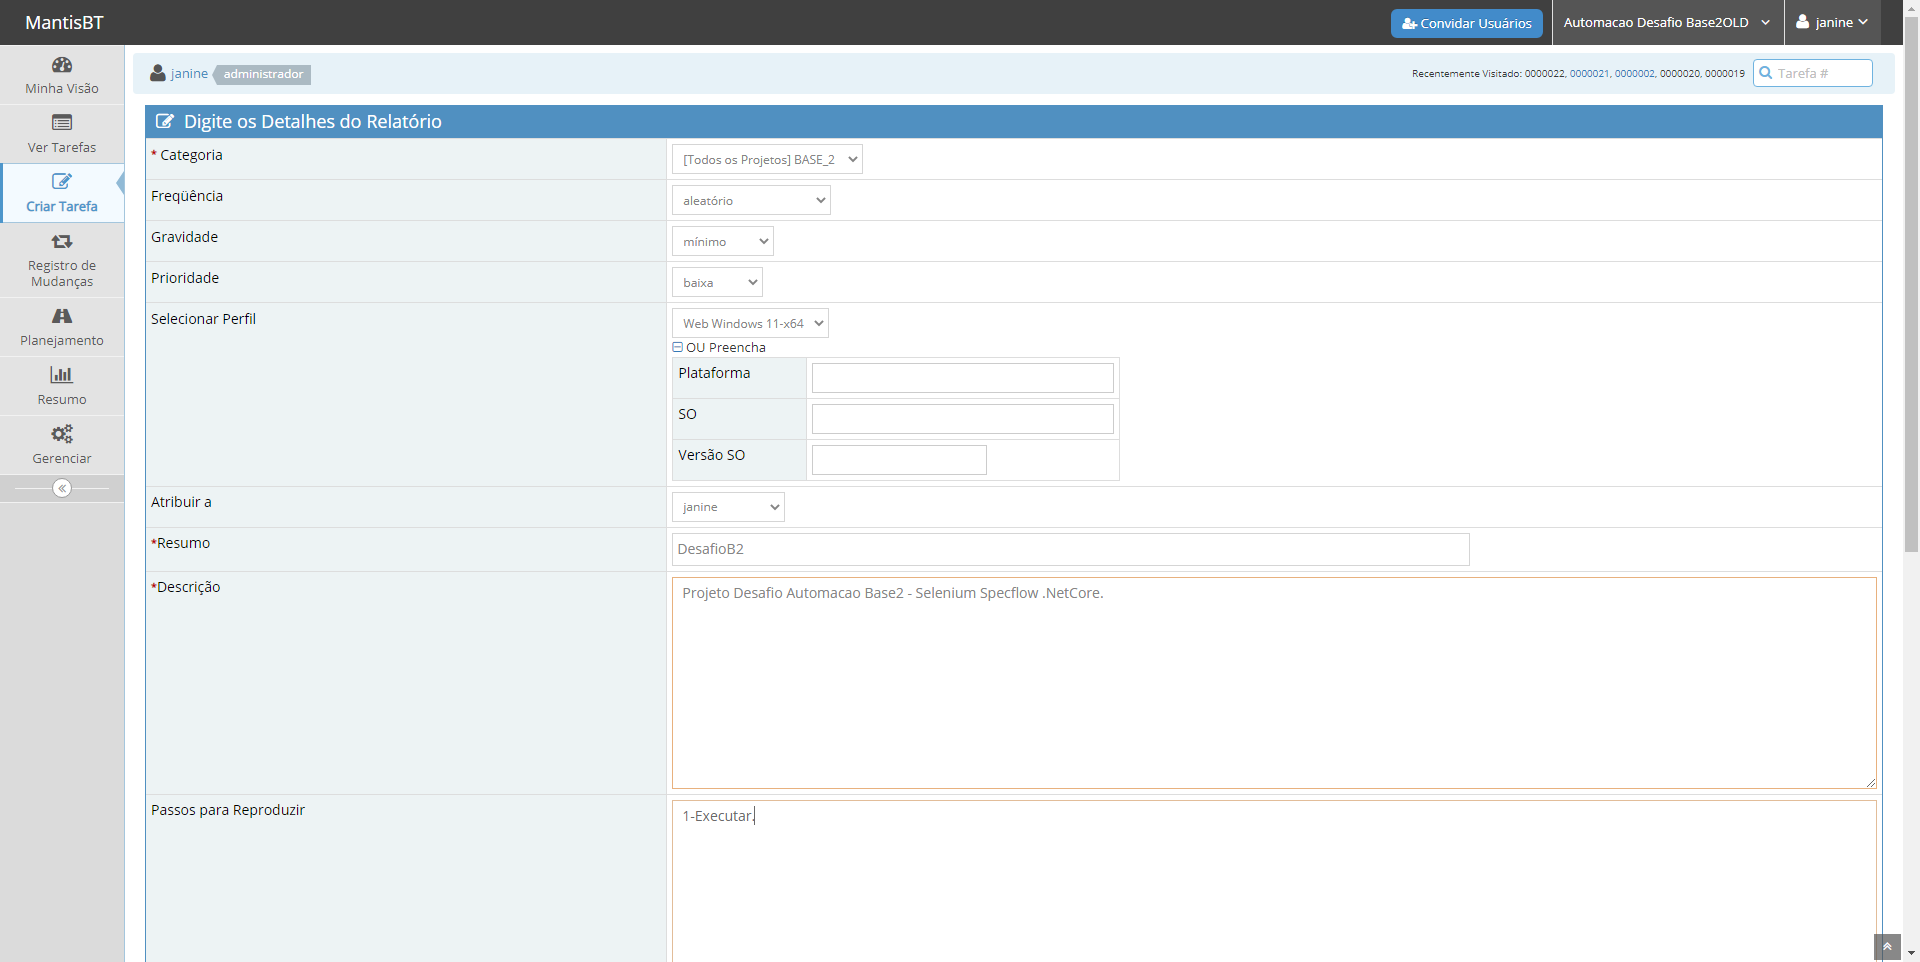 MantisBT
Convidar Usuários
Automacao Desafio Base2OLD
janine
Minha Visão
Ver Tarefas
Criar Tarefa
Registro de
Mudanças
Planejamento
Resumo
Gerenciar
janine administrador
Recentemente Visitado: 0000022, 0000021, 0000002, 0000020, 0000019
Tarefa #
Digite os Detalhes do Relatório
* Categoria
[Todos os Projetos] BASE_2
Freqüência
aleatório
Gravidade
mínimo
Prioridade
baixa
Selecionar Perfil
Web Windows 11-x64
OU Preencha
Plataforma
SO
Versão SO
Atribuir a
janine
*Resumo
DesafioB2
*Descrição
Projeto Desafio Automacao Base2 - Selenium Specflow .NetCore.
Passos para Reproduzir
1-Executar.